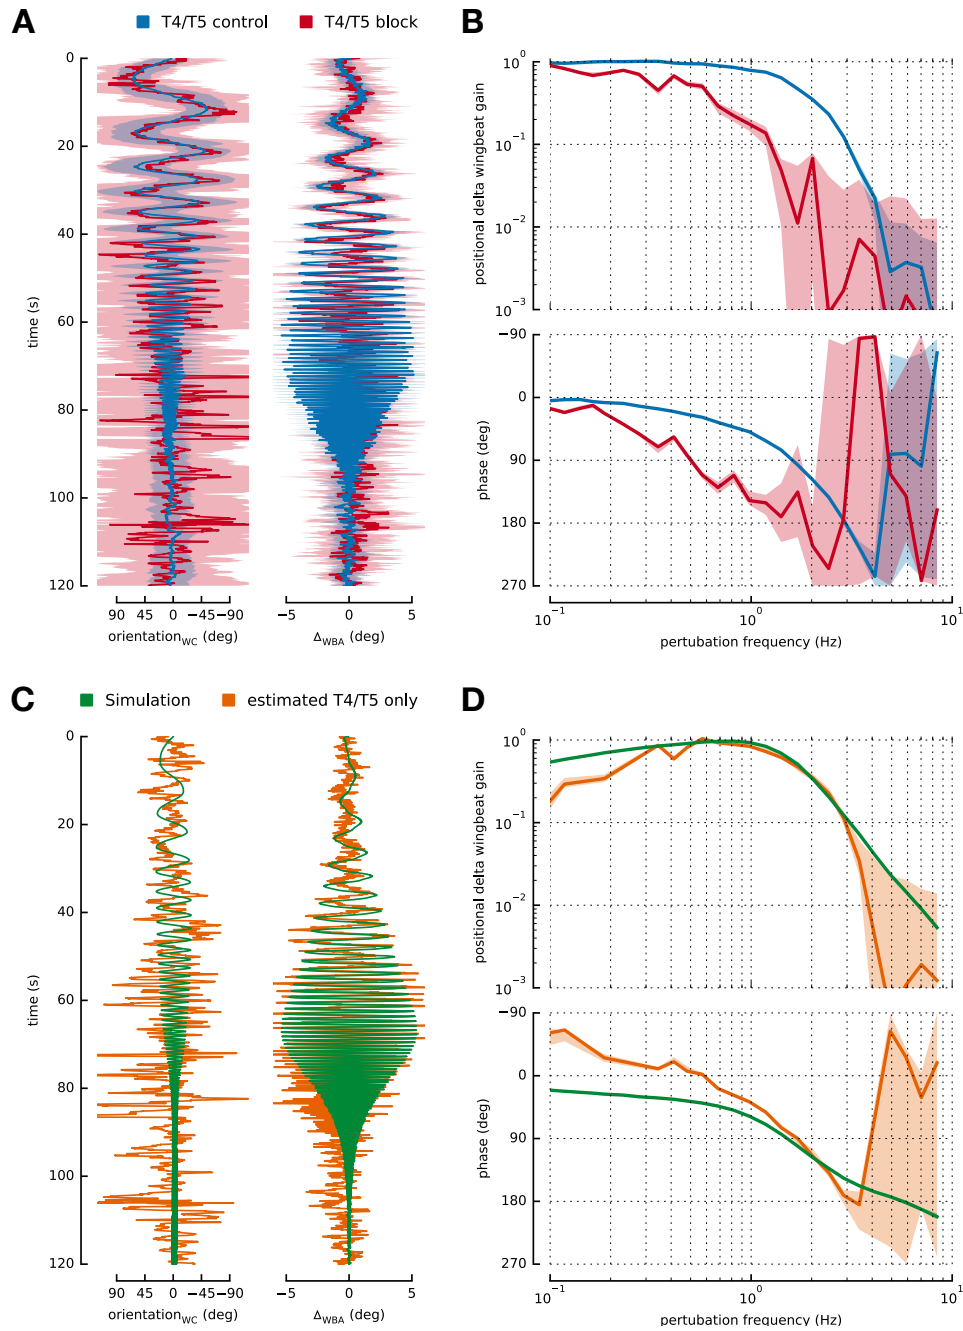 A
T4/T5 control
T4/T5 block
0
20
40
60
80
100
120
time (s)
90 45 0 −45 −90
orientation_WC (deg)
−5 0 5
Δ_WBA (deg)
B
10^0
10^−1
10^−2
10^−3
positional delta wingbeat gain
−90
0
90
180
270
phase (deg)
10^−1 10^0 10^1
pertubation frequency (Hz)
C
Simulation
estimated T4/T5 only
0
20
40
60
80
100
120
time (s)
90 45 0 −45 −90
orientation_WC (deg)
−5 0 5
Δ_WBA (deg)
D
10^0
10^−1
10^−2
10^−3
positional delta wingbeat gain
−90
0
90
180
270
phase (deg)
10^−1 10^0 10^1
pertubation frequency (Hz)